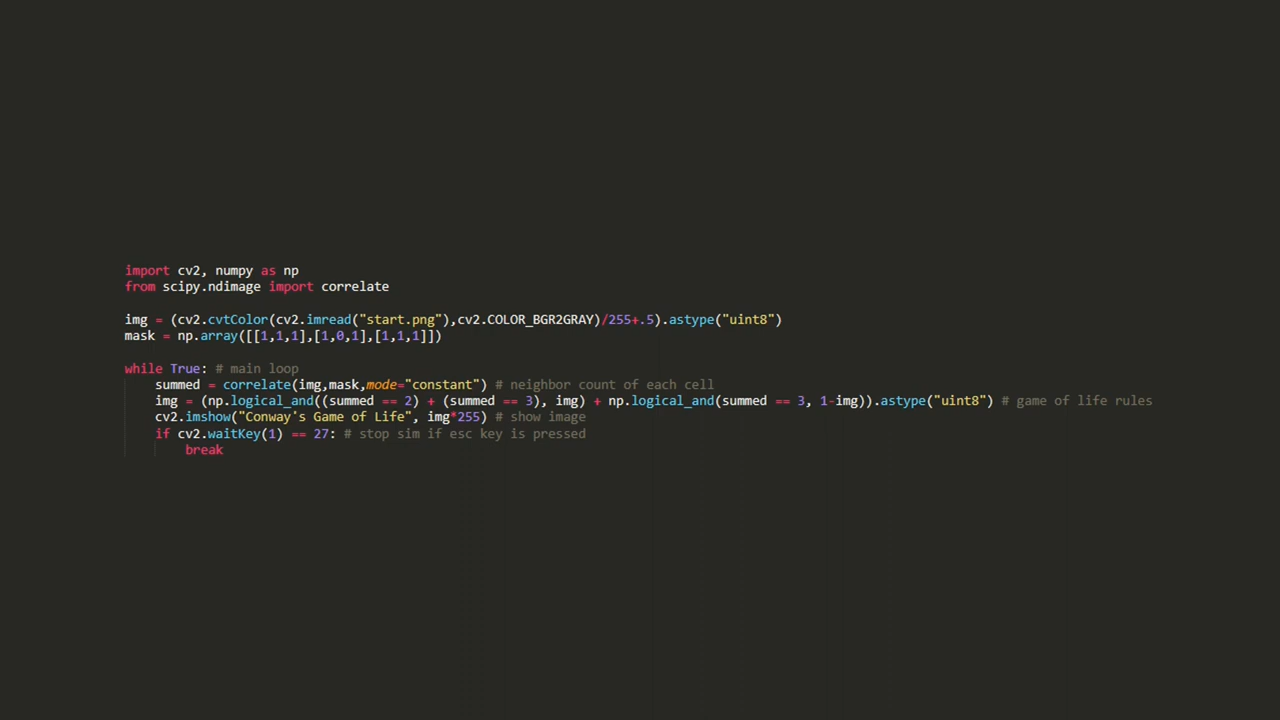 import cv2, numpy as np
from scipy.ndimage import correlate
img = (cv2.cvtColor(cv2.imread("start.png"),cv2.COLOR_BGR2GRAY)/255+.5).astype("uint8")
mask = np.array([[1,1,1],[1,0,1],[1,1,1]])
while True: # main loop
summed = correlate(img,mask,mode="constant") # neighbor count of each cell
img = (np.logical_and((summed == 2) + (summed == 3), img) + np.logical_and(summed == 3, 1-img)).astype("uint8") # game of life rules
cv2.imshow("Conway's Game of Life", img*255) # show image
if cv2.waitKey(1) == 27: # stop sim if esc key is pressed
break